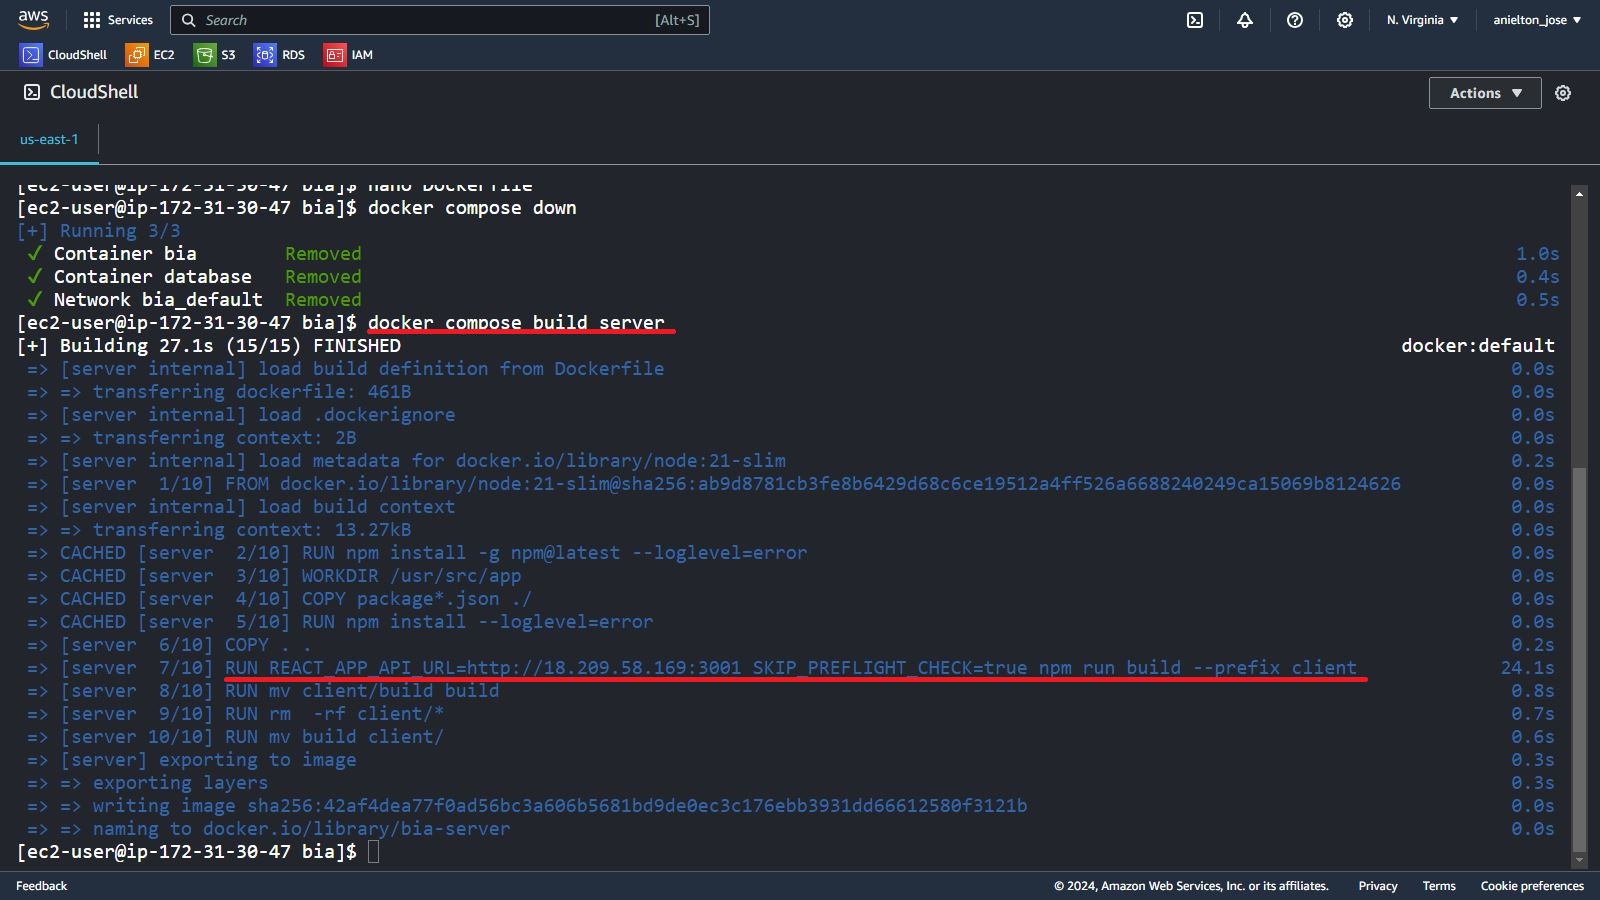 aws Services Search [Alt+S] N. Virginia ▼ anielton_jose ▼
CloudShell EC2 S3 RDS IAM
CloudShell Actions ▼
us-east-1
[ec2-user@ip-172-31-30-47 bia]$ nano Dockerfile
[ec2-user@ip-172-31-30-47 bia]$ docker compose down
[+] Running 3/3
✓ Container bia Removed 1.0s
✓ Container database Removed 0.4s
✓ Network bia_default Removed 0.5s
[ec2-user@ip-172-31-30-47 bia]$ docker compose build server
[+] Building 27.1s (15/15) FINISHED docker:default
=> [server internal] load build definition from Dockerfile 0.0s
=> => transferring dockerfile: 461B 0.0s
=> [server internal] load .dockerignore 0.0s
=> => transferring context: 2B 0.0s
=> [server internal] load metadata for docker.io/library/node:21-slim 0.2s
=> [server  1/10] FROM docker.io/library/node:21-slim@sha256:ab9d8781cb3fe8b6429d68c6ce19512a4ff526a6688240249ca15069b8124626 0.0s
=> [server internal] load build context 0.0s
=> => transferring context: 13.27kB 0.0s
=> CACHED [server  2/10] RUN npm install -g npm@latest --loglevel=error 0.0s
=> CACHED [server  3/10] WORKDIR /usr/src/app 0.0s
=> CACHED [server  4/10] COPY package*.json ./ 0.0s
=> CACHED [server  5/10] RUN npm install --loglevel=error 0.0s
=> [server  6/10] COPY . . 0.2s
=> [server  7/10] RUN REACT_APP_API_URL=http://18.209.58.169:3001 SKIP_PREFLIGHT_CHECK=true npm run build --prefix client 24.1s
=> [server  8/10] RUN mv client/build build 0.8s
=> [server  9/10] RUN rm  -rf client/* 0.7s
=> [server 10/10] RUN mv build client/ 0.6s
=> [server] exporting to image 0.3s
=> => exporting layers 0.3s
=> => writing image sha256:42af4dea77f0ad56bc3a606b5681bd9de0ec3c176ebb3931dd66612580f3121b 0.0s
=> => naming to docker.io/library/bia-server 0.0s
[ec2-user@ip-172-31-30-47 bia]$
Feedback © 2024, Amazon Web Services, Inc. or its affiliates. Privacy Terms Cookie preferences